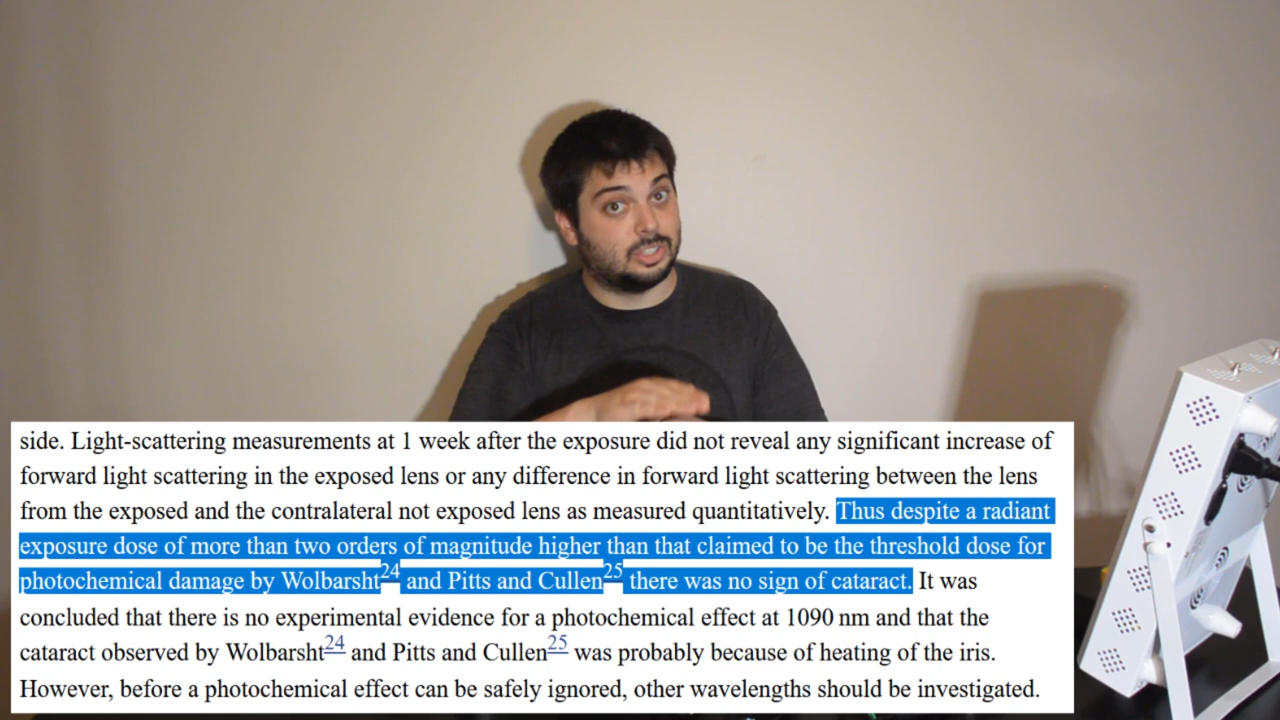 side. Light-scattering measurements at 1 week after the exposure did not reveal any significant increase of
forward light scattering in the exposed lens or any difference in forward light scattering between the lens
from the exposed and the contralateral not exposed lens as measured quantitatively. Thus despite a radiant
exposure dose of more than two orders of magnitude higher than that claimed to be the threshold dose for
photochemical damage by Wolbarsht24 and Pitts and Cullen25 there was no sign of cataract. It was
concluded that there is no experimental evidence for a photochemical effect at 1090 nm and that the
cataract observed by Wolbarsht24 and Pitts and Cullen25 was probably because of heating of the iris.
However, before a photochemical effect can be safely ignored, other wavelengths should be investigated.